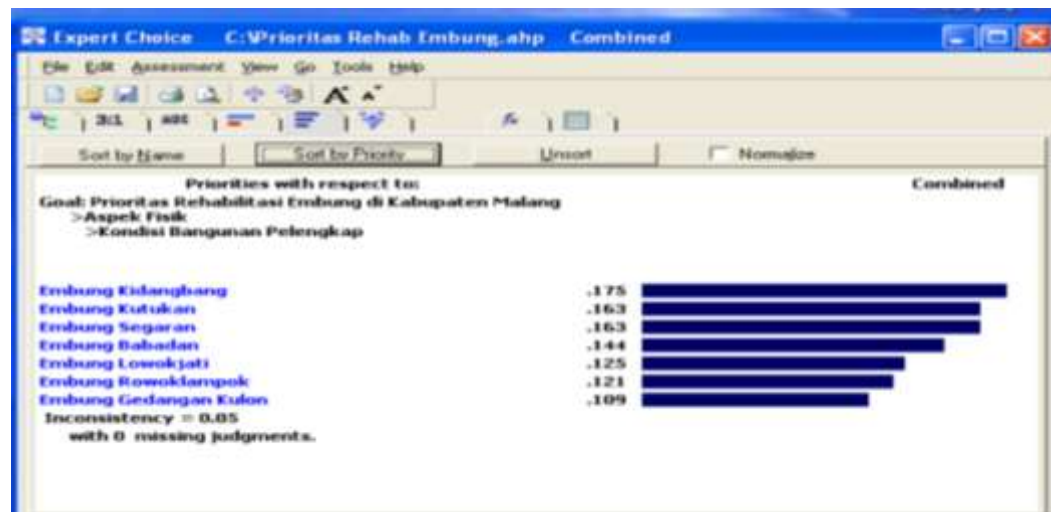 Expert Choice C:\Prioritas Rehab Embung.ahp Combined
File Edit Assessment View Go Tools Help
3:1 ABC
Sort by Name Sort by Priority Unsort Normalize
Priorities with respect to: Combined
Goal: Prioritas Rehabilitasi Embung di Kabupaten Malang
>Aspek Fisik
>Kondisi Bangunan Pelengkap
Embung Kidangbang .175
Embung Kutukan .163
Embung Segaran .163
Embung Babadan .144
Embung Lowokjati .125
Embung Rowoklampok .121
Embung Gedangan Kulon .109
Inconsistency = 0.05
with 0 missing judgments.